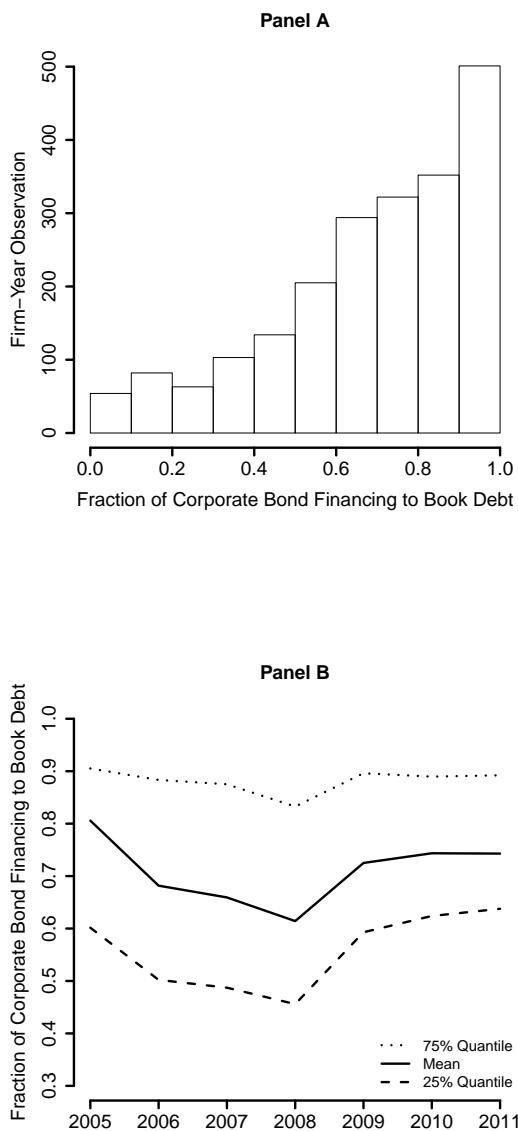 Panel A
Firm−Year Observation
500
400
300
200
100
0
0.0 0.2 0.4 0.6 0.8 1.0
Fraction of Corporate Bond Financing to Book Debt
Panel B
Fraction of Corporate Bond Financing to Book Debt
1.0
0.9
0.8
0.7
0.6
0.5
0.4
0.3
75% Quantile
Mean
25% Quantile
2005 2006 2007 2008 2009 2010 2011